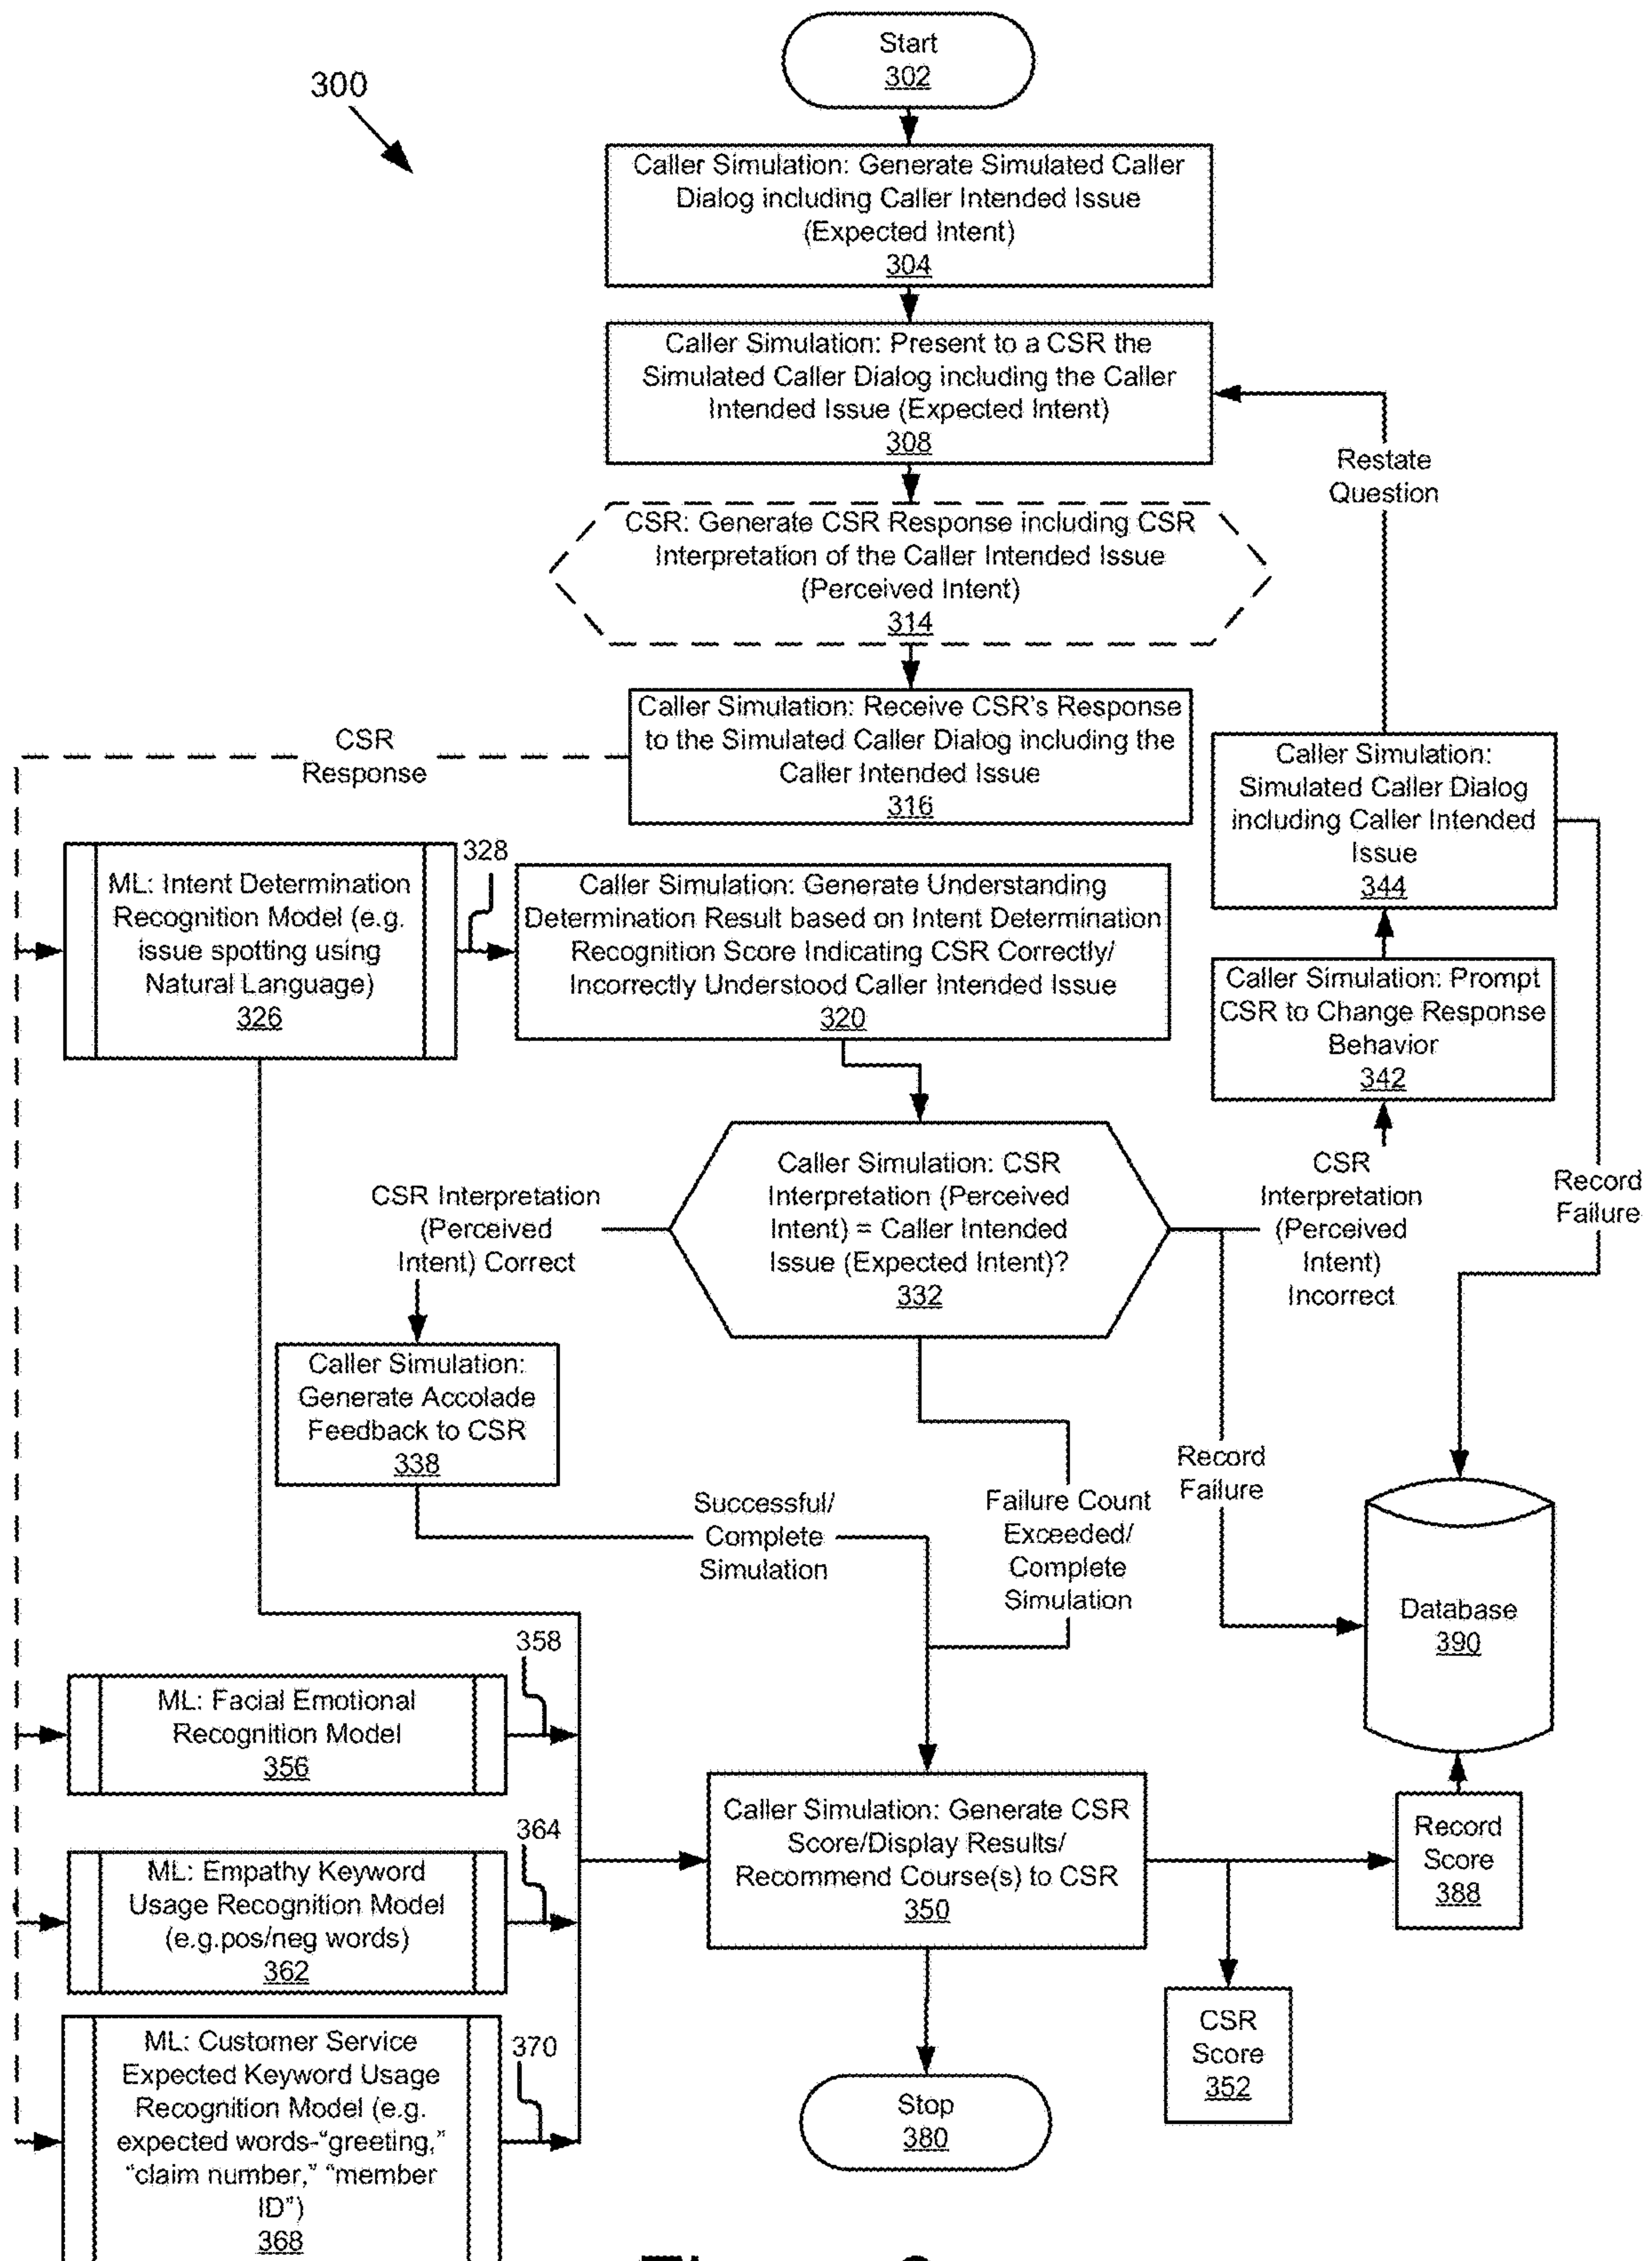 300
Start
302
Caller Simulation: Generate Simulated Caller
Dialog including Caller Intended Issue
(Expected Intent)
304
Caller Simulation: Present to a CSR the
Simulated Caller Dialog including the Caller
Intended Issue (Expected Intent)
308
Restate
Question
CSR: Generate CSR Response including CSR
Interpretation of the Caller Intended Issue
(Perceived Intent)
314
Caller Simulation: Receive CSR's Response
to the Simulated Caller Dialog including the
Caller Intended Issue
316
CSR
Response
Caller Simulation:
Simulated Caller Dialog
including Caller Intended
Issue
344
ML: Intent Determination
Recognition Model (e.g.
issue spotting using
Natural Language)
326
328
Caller Simulation: Generate Understanding
Determination Result based on Intent Determination
Recognition Score Indicating CSR Correctly/
Incorrectly Understood Caller Intended Issue
320
Caller Simulation: Prompt
CSR to Change Response
Behavior
342
CSR Interpretation
(Perceived
Intent) Correct
Caller Simulation: CSR
Interpretation (Perceived
Intent) = Caller Intended
Issue (Expected Intent)?
332
CSR
Interpretation
(Perceived
Intent)
Incorrect
Record
Failure
Caller Simulation:
Generate Accolade
Feedback to CSR
338
Successful/
Complete
Simulation
Failure Count
Exceeded/
Complete
Simulation
Record
Failure
Database
390
358
ML: Facial Emotional
Recognition Model
356
364
ML: Empathy Keyword
Usage Recognition Model
(e.g.pos/neg words)
362
Caller Simulation: Generate CSR
Score/Display Results/
Recommend Course(s) to CSR
350
Record
Score
388
370
ML: Customer Service
Expected Keyword Usage
Recognition Model (e.g.
expected words-“greeting,”
“claim number,” “member
ID”)
368
CSR
Score
352
Stop
380